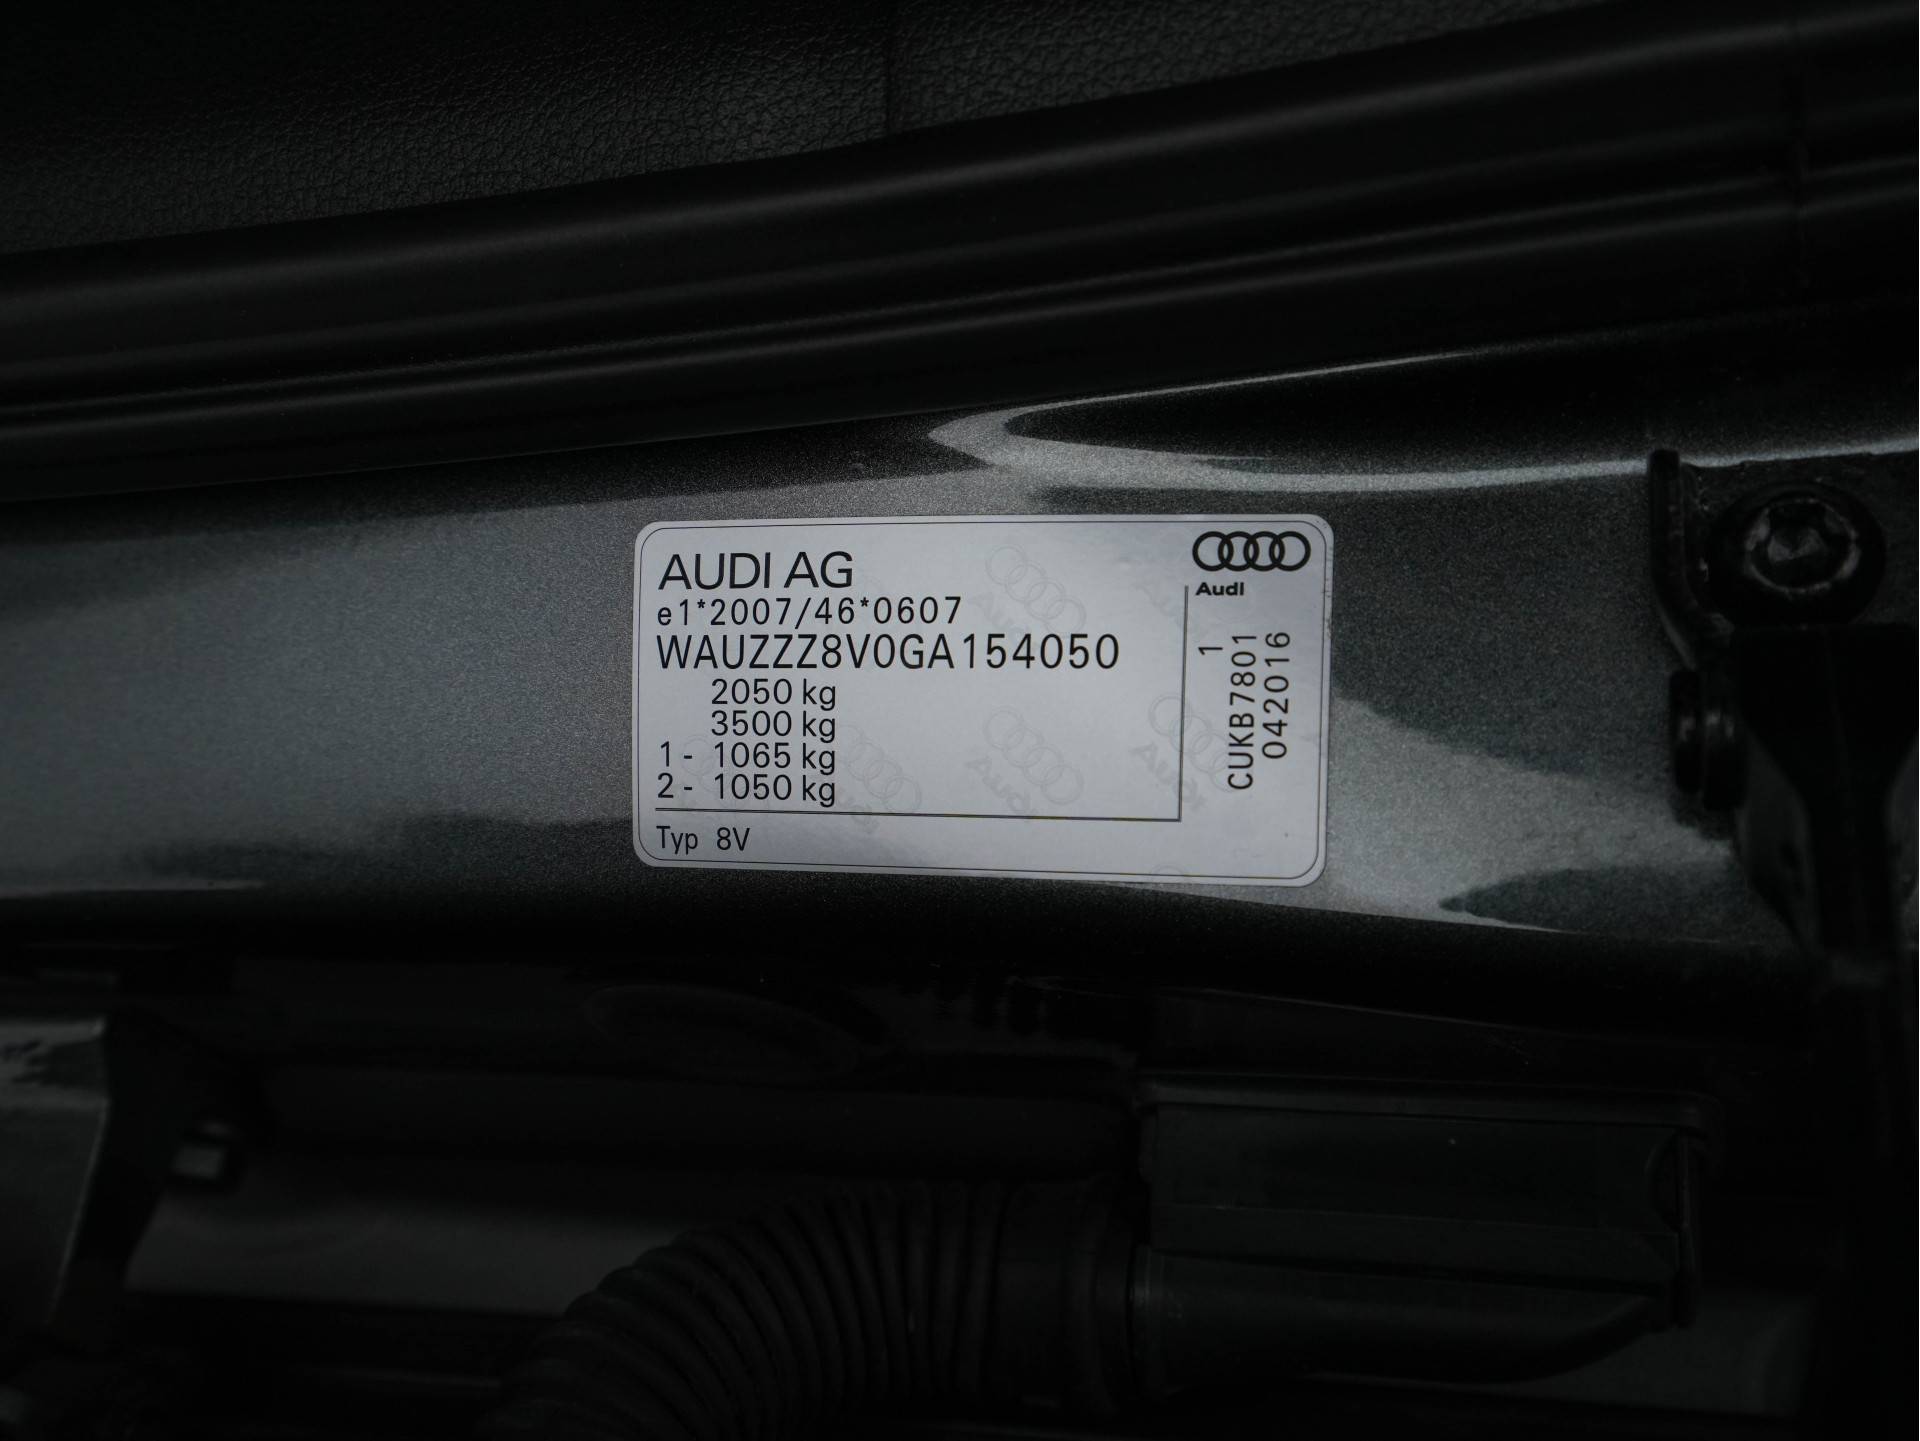 AUDI AG
e1*2007/46*0607
WAUZZZ8V0GA154050
2050 kg
3500 kg
1 - 1065 kg
2 - 1050 kg
Typ 8V
Audi
1
CUKB7801
042016